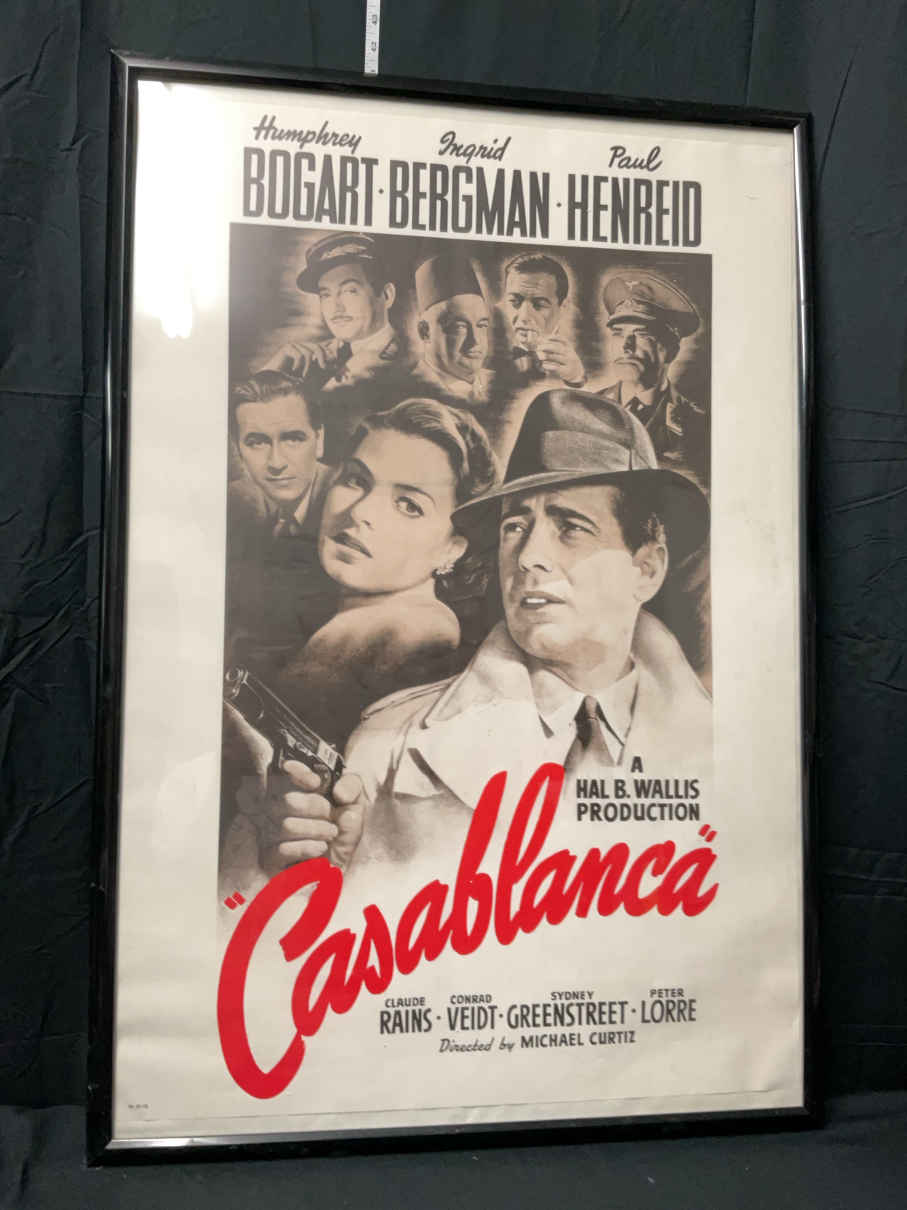 Humphrey Ingrid Paul
BOGART · BERGMAN · HENREID
A
HAL B. WALLIS
PRODUCTION
"Casablanca"
CLAUDE CONRAD SYDNEY PETER
RAINS · VEIDT · GREENSTREET · LORRE
Directed by MICHAEL CURTIZ